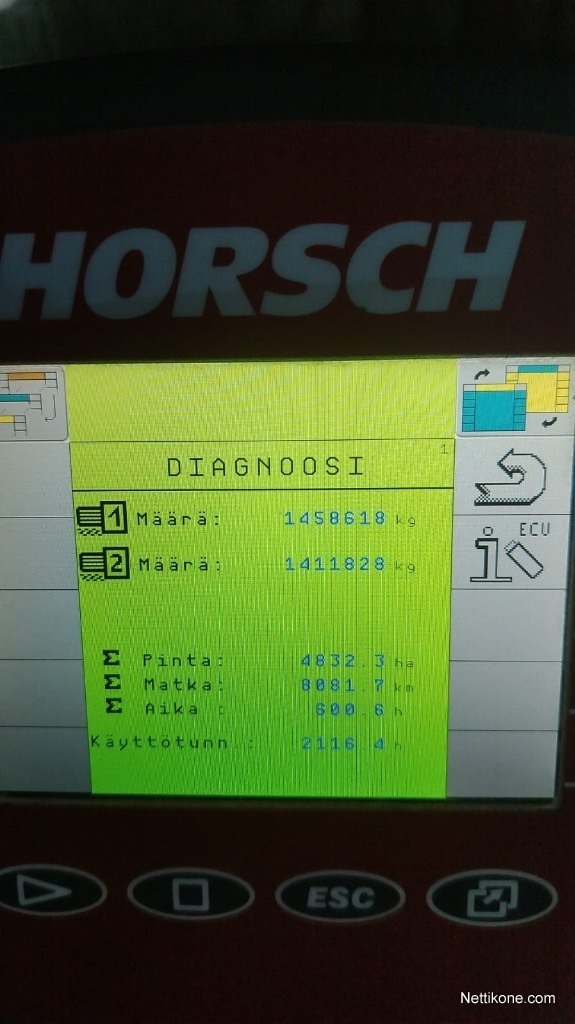 HORSCH
DIAGNOOSI 1
1 Määrä: 1458618 kg
2 Määrä: 1411828 kg
Σ Pinta: 4832.3 ha
Σ Matka: 8081.7 km
Σ Aika : 600.6 h
Käyttötunn.: 2116.4 h
ECU
ESC
Nettikone.com